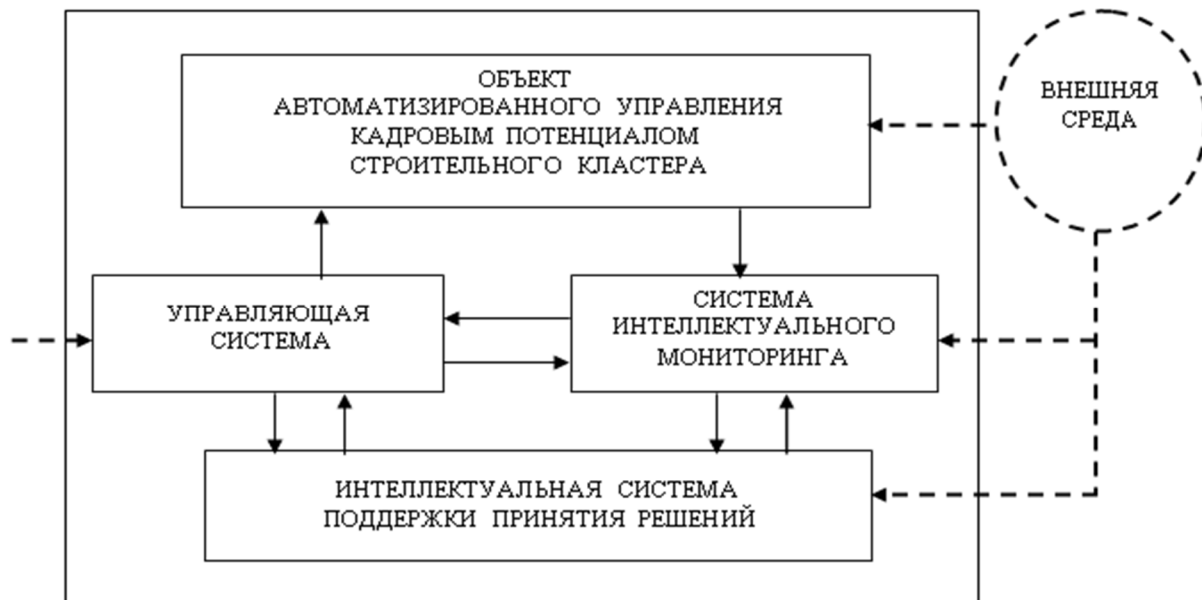 ОБЪЕКТ
АВТОМАТИЗИРОВАННОГО УПРАВЛЕНИЯ
КАДРОВЫМ ПОТЕНЦИАЛОМ
СТРОИТЕЛЬНОГО КЛАСТЕРА
ВНЕШНЯЯ
СРЕДА
УПРАВЛЯЮЩАЯ
СИСТЕМА
СИСТЕМА
ИНТЕЛЛЕКТУАЛЬНОГО
МОНИТОРИНГА
ИНТЕЛЛЕКТУАЛЬНАЯ СИСТЕМА
ПОДДЕРЖКИ ПРИНЯТИЯ РЕШЕНИЙ